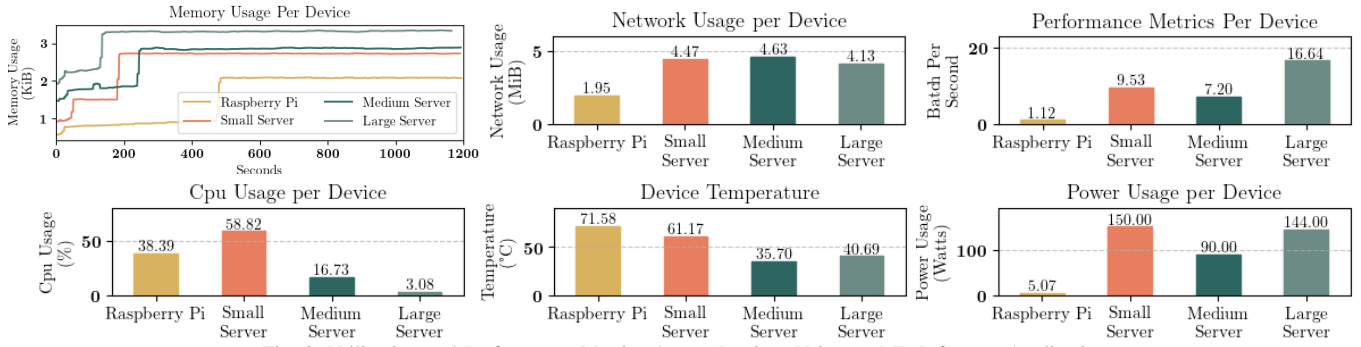 Memory Usage Per Device
Memory Usage
(KiB)
3
2
1
Raspberry Pi
Small Server
Medium Server
Large Server
0 200 400 600 800 1000 1200
Seconds
Network Usage per Device
Network Usage
(MiB)
5
0
1.95
4.47
4.63
4.13
Raspberry Pi
Small
Server
Medium
Server
Large
Server
Performance Metrics Per Device
Batch Per
Second
20
0
1.12
9.53
7.20
16.64
Raspberry Pi
Small
Server
Medium
Server
Large
Server
Cpu Usage per Device
Cpu Usage
(%)
50
0
38.39
58.82
16.73
3.08
Raspberry Pi
Small
Server
Medium
Server
Large
Server
Device Temperature
Temperature
(°C)
50
0
71.58
61.17
35.70
40.69
Raspberry Pi
Small
Server
Medium
Server
Large
Server
Power Usage per Device
Power Usage
(Watts)
100
0
5.07
150.00
90.00
144.00
Raspberry Pi
Small
Server
Medium
Server
Large
Server